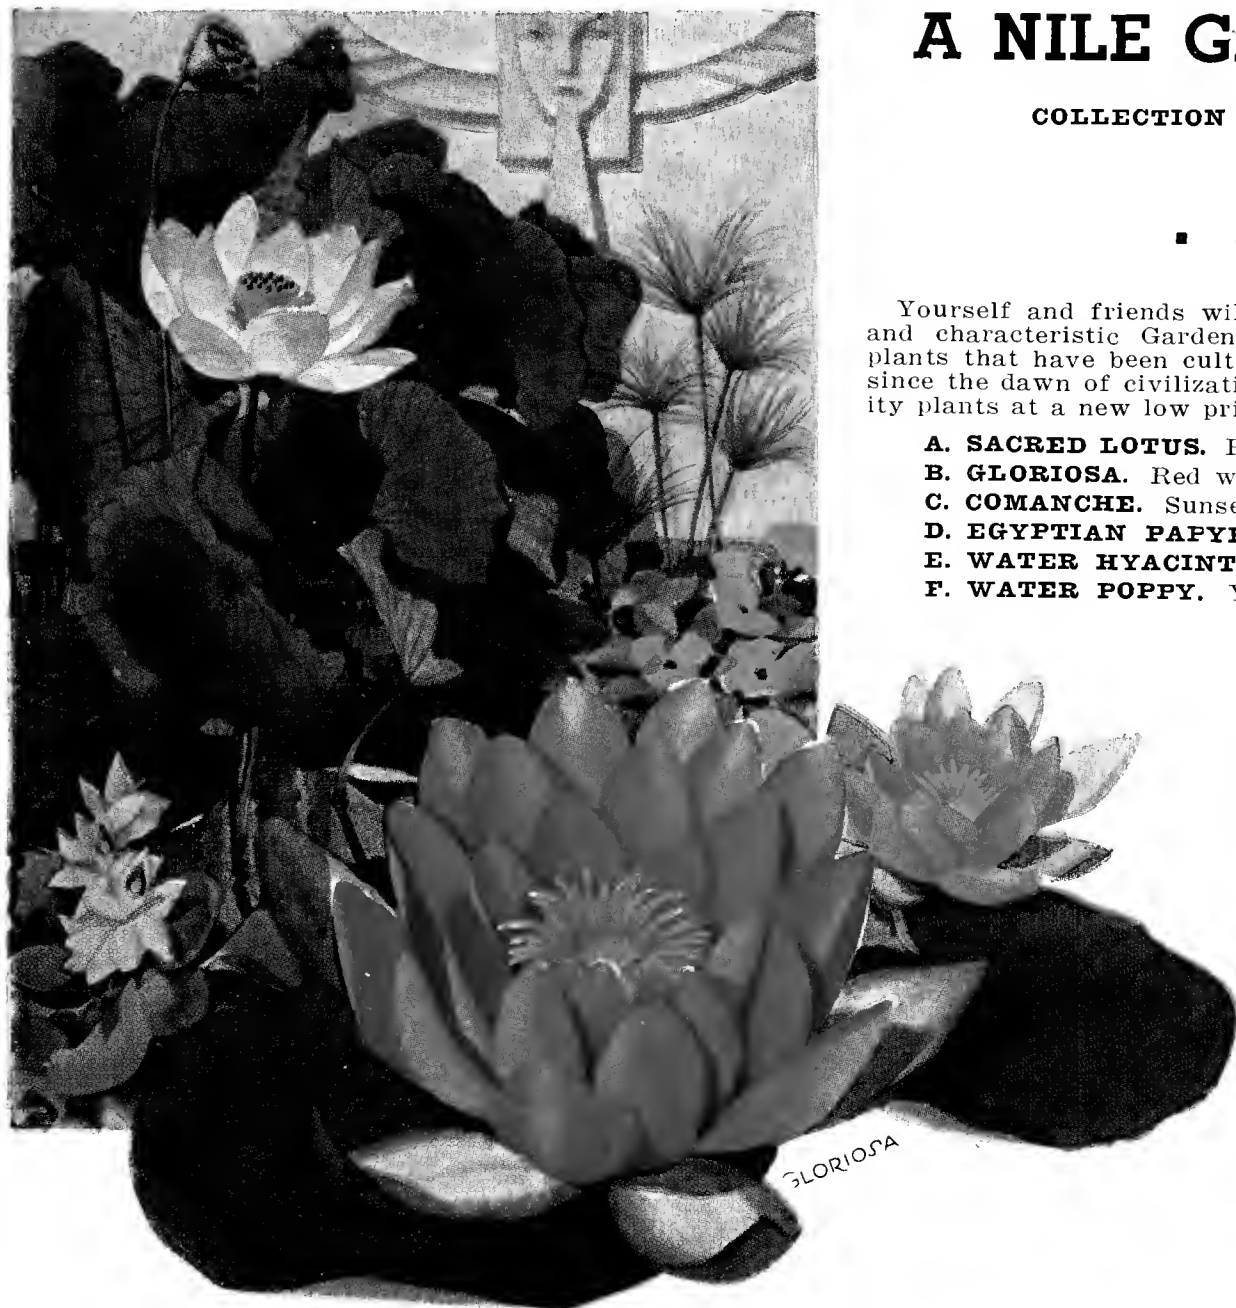 A NILE G
COLLECTION
Yourself and friends wil
and characteristic Garden
plants that have been cult
since the dawn of civilizati
ity plants at a new low pri
A. SACRED LOTUS.
B. GLORIOSA. Red w
C. COMANCHE. Sunse
D. EGYPTIAN PAPY
E. WATER HYACINT
F. WATER POPPY.
GLORIOSA